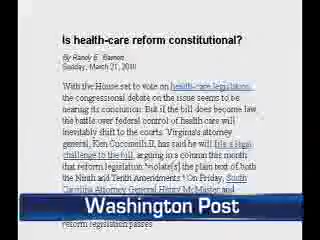 Is health-care reform constitutional?
By Randy E. Barnett
Sunday, March 21, 2010
With the House set to vote on health-care legislation,
the congressional debate on the issue seems to be
nearing its conclusion. But if the bill does become law,
the battle over federal control of health care will
inevitably shift to the courts. Virginia's attorney
general, Ken Cuccinelli II, has said he will file a legal
challenge to the bill, arguing in a column this month
that reform legislation "violate[s] the plain text of both
the Ninth and Tenth Amendments." On Friday, South
Carolina Attorney General Henry McMaster and
Washington Post
reform legislation passes